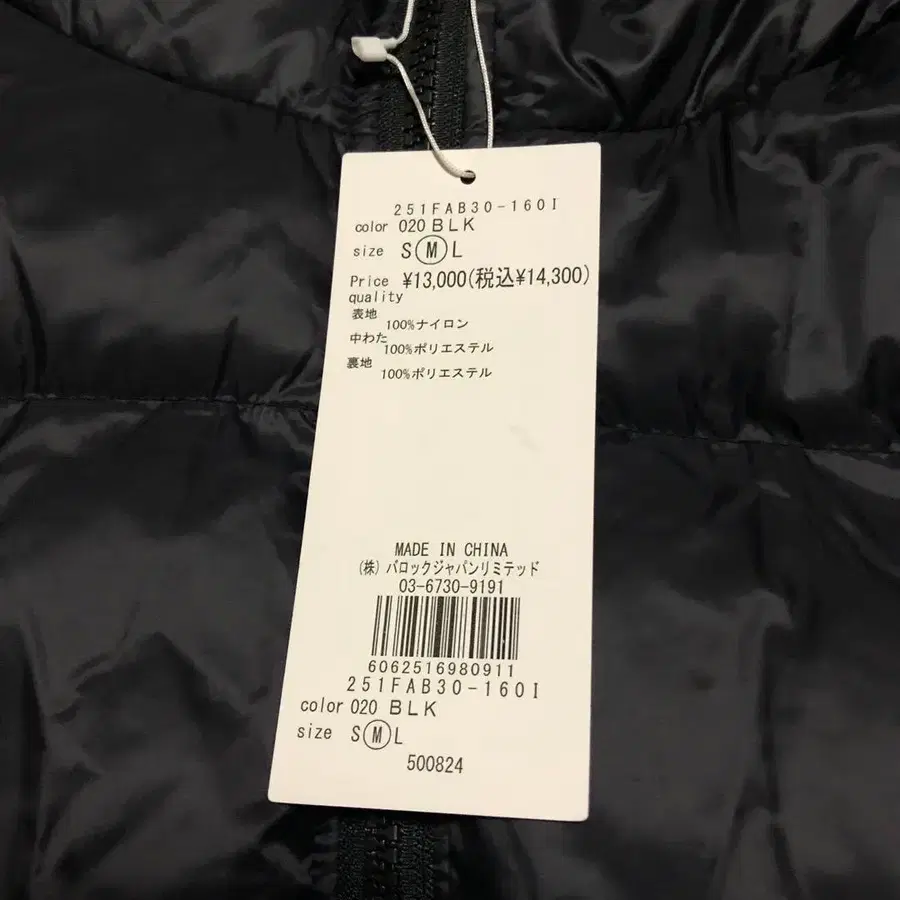 251FAB30-160I
color 020 BLK
size S M L
Price ¥13,000(税込¥14,300)
quality
表地
100%ナイロン
中わた
100%ポリエステル
裏地
100%ポリエステル
MADE IN CHINA
(株) バロックジャパンリミテッド
03-6730-9191
6062516980911
251FAB30-160I
color 020 BLK
size S M L
500824